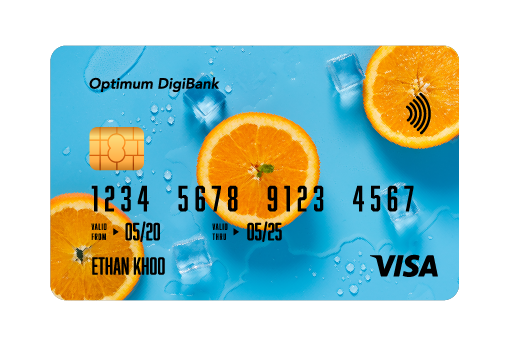 Optimum DigiBank
1234 5678 9123 4567
VALID FROM 05/20 VALID THRU 05/25
ETHAN KHOO
VISA